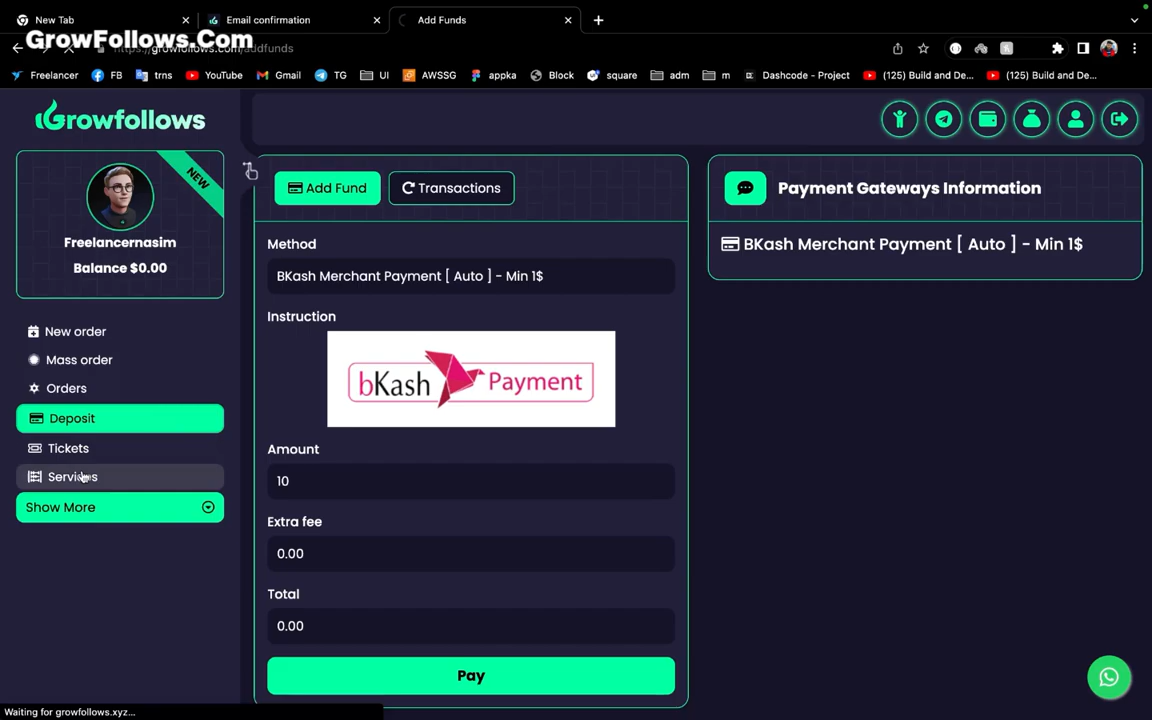 New Tab
Email confirmation
Add Funds
GrowFollows.Com
https://growfollows.com/addfunds
Freelancer
FB
trns
YouTube
Gmail
TG
UI
AWSSG
appka
Block
square
adm
m
Dashcode - Project
(125) Build and De...
(125) Build and De...
Growfollows
NEW
Freelancernasim
Balance $0.00
New order
Mass order
Orders
Deposit
Tickets
Services
Show More
Add Fund
Transactions
Method
BKash Merchant Payment [ Auto ] - Min 1$
Instruction
bKash Payment
Amount
10
Extra fee
0.00
Total
0.00
Pay
Payment Gateways Information
BKash Merchant Payment [ Auto ] - Min 1$
Waiting for growfollows.xyz...